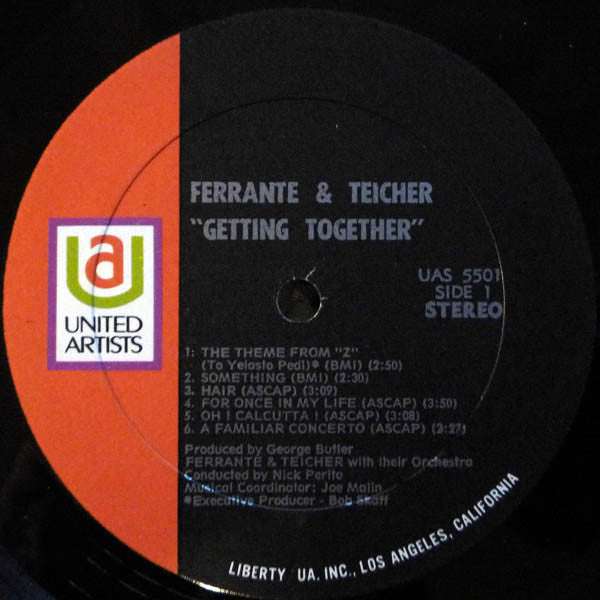 FERRANTE & TEICHER
"GETTING TOGETHER"
UAS 5501
SIDE 1
STEREO
ua
UNITED
ARTISTS
1: THE THEME FROM "Z"
(To Yelasto Pedi)* (BMI) (2:50)
2. SOMETHING (BMI) (2:30)
3. HAIR (ASCAP) (3:09)
4. FOR ONCE IN MY LIFE (ASCAP) (3:50)
5. OH ! CALCUTTA ! (ASCAP) (3:08)
6. A FAMILIAR CONCERTO (ASCAP) (2:27)
Produced by George Butler
FERRANTE & TEICHER with their Orchestra
Conducted by Nick Perito
Musical Coordinator: Joe Malin
*Executive Producer - Bob Skaff
LIBERTY UA, INC., LOS ANGELES, CALIFORNIA